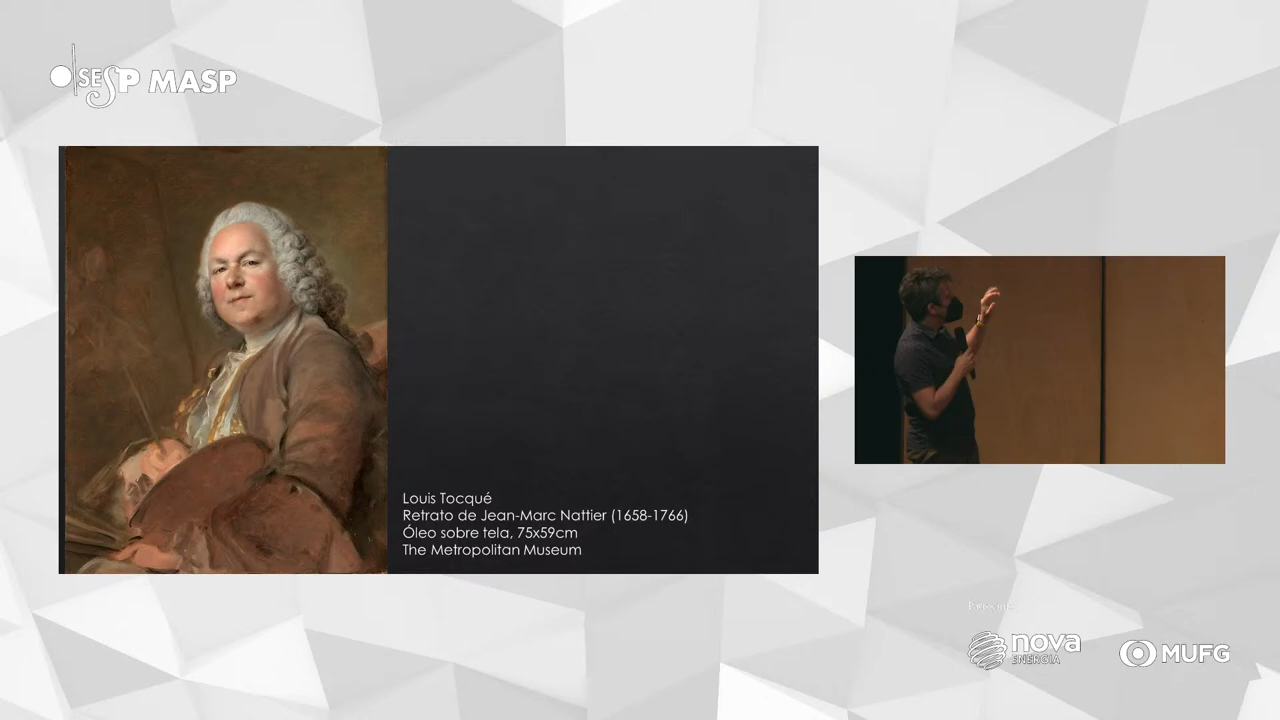 OSESP MASP
Louis Tocqué
Retrato de Jean-Marc Nattier (1658-1766)
Óleo sobre tela, 75x59cm
The Metropolitan Museum
nova
ENERGIA
MUFG